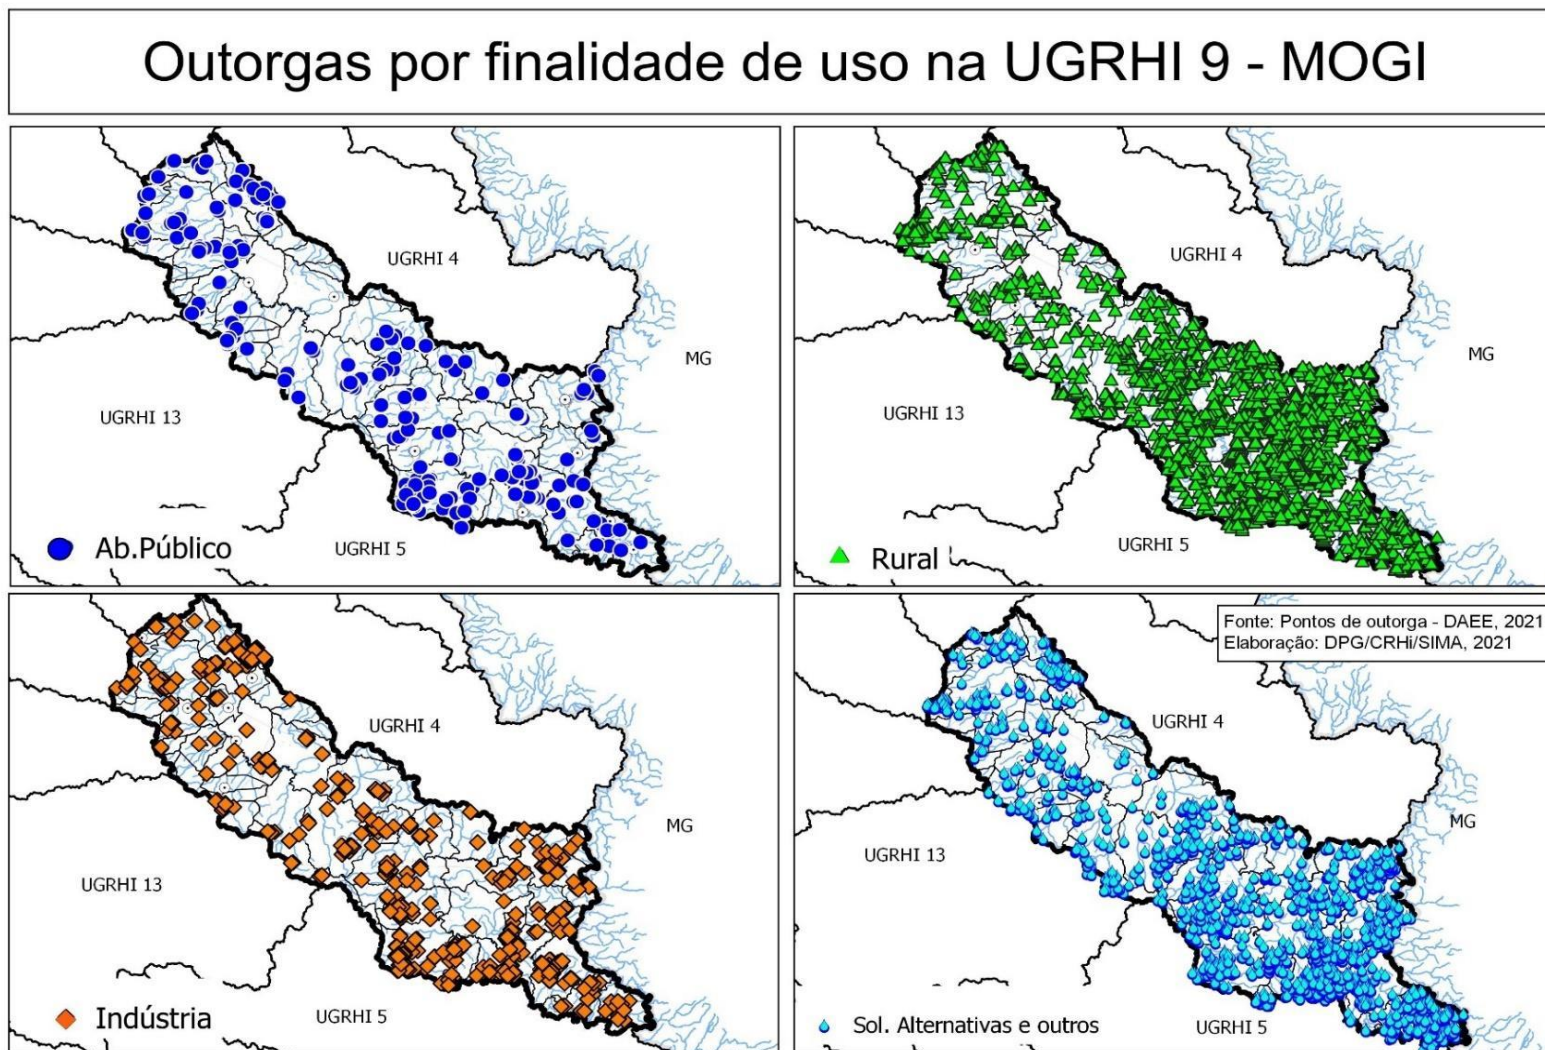 Outorgas por finalidade de uso na UGRHI 9 - MOGI
UGRHI 4
MG
UGRHI 13
UGRHI 5
Ab.Público
UGRHI 4
MG
UGRHI 13
UGRHI 5
Rural
UGRHI 4
MG
UGRHI 13
UGRHI 5
Indústria
Fonte: Pontos de outorga - DAEE, 2021
Elaboração: DPG/CRHi/SIMA, 2021
UGRHI 4
MG
UGRHI 13
UGRHI 5
Sol. Alternativas e outros